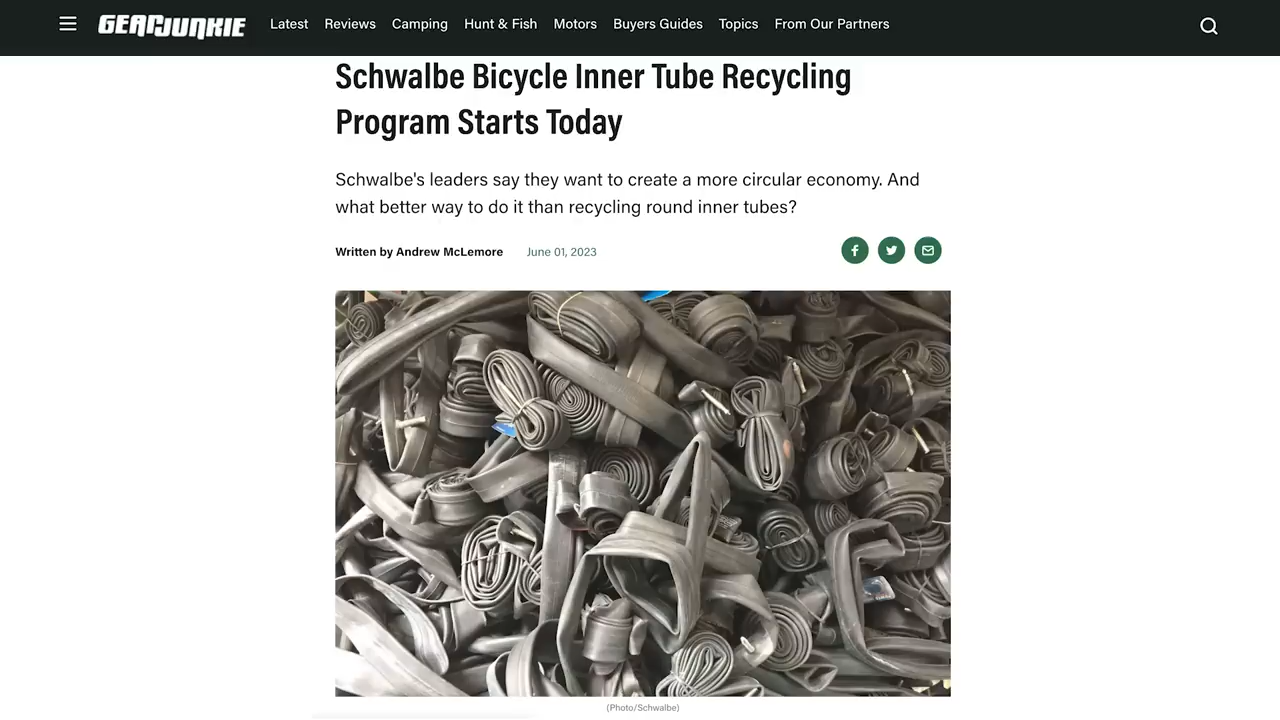 GEARJUNKIE Latest Reviews Camping Hunt & Fish Motors Buyers Guides Topics From Our Partners
Schwalbe Bicycle Inner Tube Recycling
Program Starts Today
Schwalbe's leaders say they want to create a more circular economy. And
what better way to do it than recycling round inner tubes?
Written by Andrew McLemore June 01, 2023
(Photo/Schwalbe)